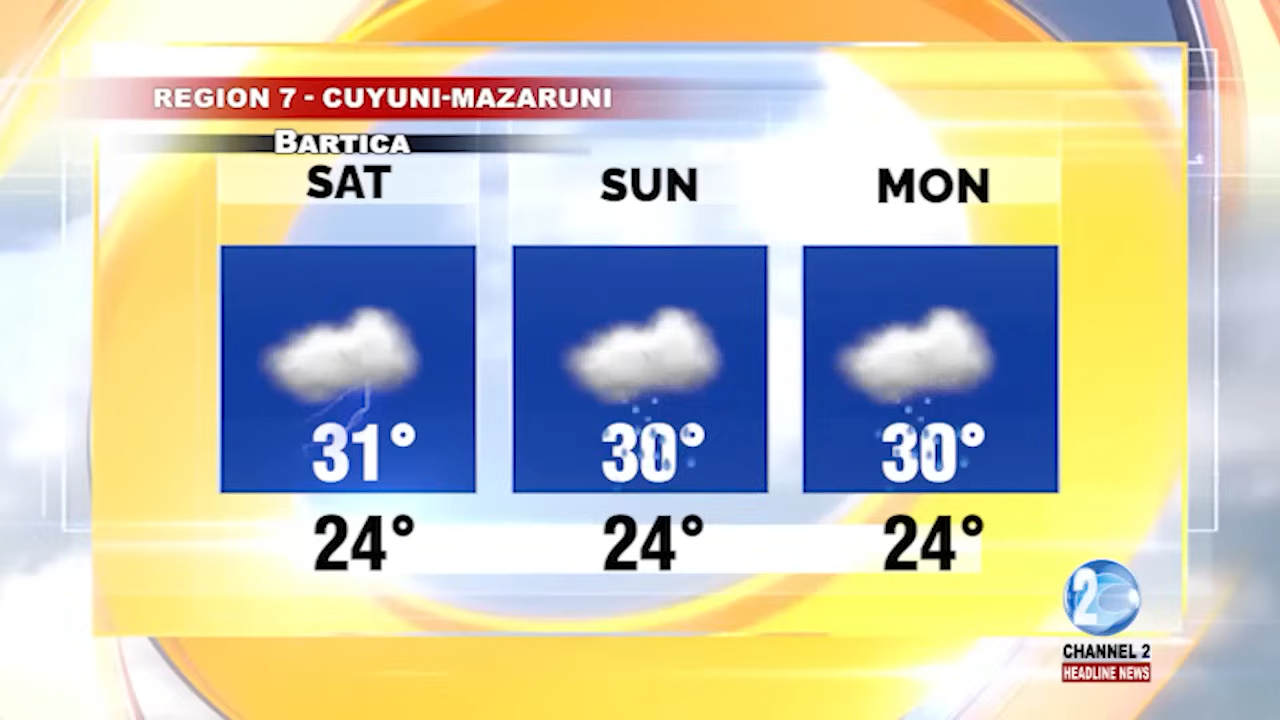 REGION 7 - CUYUNI-MAZARUNI
BARTICA
SAT SUN MON
31° 30° 30°
24° 24° 24°
2
CHANNEL 2
HEADLINE NEWS